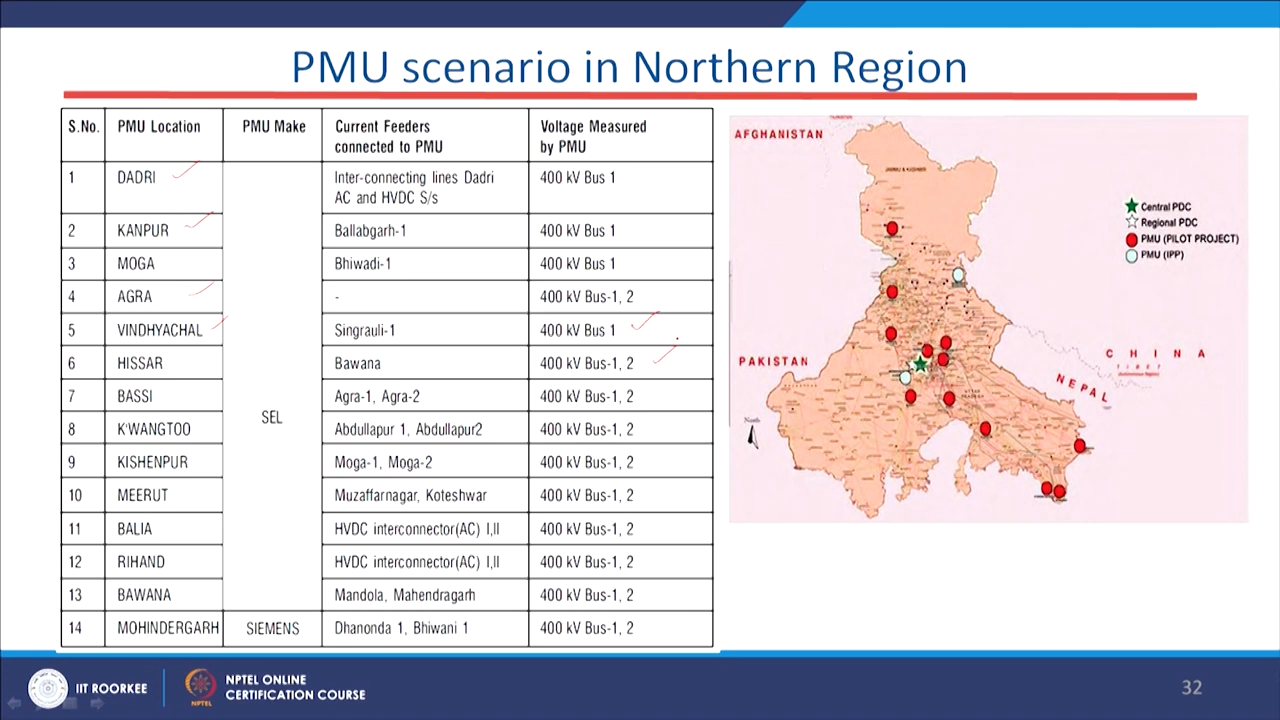 PMU scenario in Northern Region
S.No. PMU Location PMU Make Current Feeders connected to PMU Voltage Measured by PMU
1 DADRI Inter-connecting lines Dadri AC and HVDC S/s 400 kV Bus 1
2 KANPUR Ballabgarh-1 400 kV Bus 1
3 MOGA Bhiwadi-1 400 kV Bus 1
4 AGRA - 400 kV Bus-1, 2
5 VINDHYACHAL Singrauli-1 400 kV Bus 1
6 HISSAR Bawana 400 kV Bus-1, 2
7 BASSI Agra-1, Agra-2 400 kV Bus-1, 2
SEL
8 K'WANGTOO Abdullapur 1, Abdullapur2 400 kV Bus-1, 2
9 KISHENPUR Moga-1, Moga-2 400 kV Bus-1, 2
10 MEERUT Muzaffarnagar, Koteshwar 400 kV Bus-1, 2
11 BALIA HVDC interconnector(AC) I,II 400 kV Bus-1, 2
12 RIHAND HVDC interconnector(AC) I,II 400 kV Bus-1, 2
13 BAWANA Mandola, Mahendragarh 400 kV Bus-1, 2
14 MOHINDERGARH SIEMENS Dhanonda 1, Bhiwani 1 400 kV Bus-1, 2
AFGHANISTAN
Central PDC
Regional PDC
PMU (PILOT PROJECT)
PMU (IPP)
PAKISTAN
CHINA
NEPAL
North
IIT ROORKEE
NPTEL
NPTEL ONLINE
CERTIFICATION COURSE
32